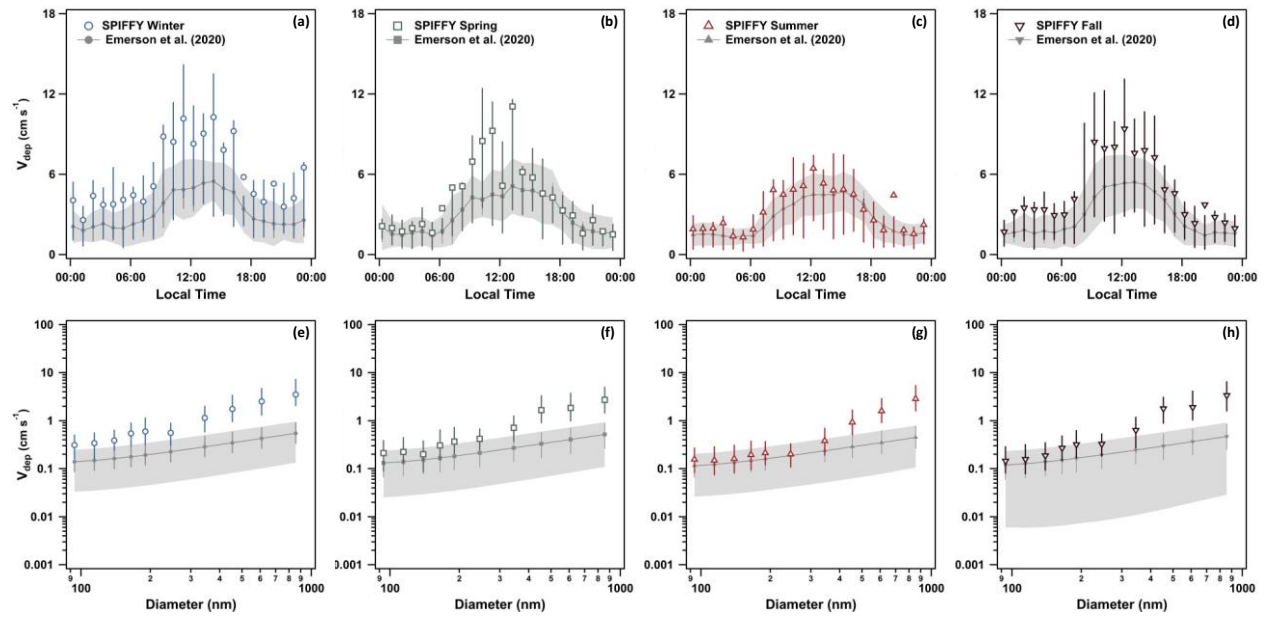 18
12
6
0
V_dep (cm s⁻¹)
SPIFFY Winter
Emerson et al. (2020)
(a)
00:00 06:00 12:00 18:00 00:00
Local Time
18
12
6
0
SPIFFY Spring
Emerson et al. (2020)
(b)
00:00 06:00 12:00 18:00 00:00
Local Time
18
12
6
0
SPIFFY Summer
Emerson et al. (2020)
(c)
00:00 06:00 12:00 18:00 00:00
Local Time
18
12
6
0
SPIFFY Fall
Emerson et al. (2020)
(d)
00:00 06:00 12:00 18:00 00:00
Local Time
100
10
1
0.1
0.01
0.001
V_dep (cm s⁻¹)
(e)
9 100 2 3 4 5 6 7 8 9 1000
Diameter (nm)
100
10
1
0.1
0.01
0.001
(f)
9 100 2 3 4 5 6 7 8 9 1000
Diameter (nm)
100
10
1
0.1
0.01
0.001
(g)
9 100 2 3 4 5 6 7 8 9 1000
Diameter (nm)
100
10
1
0.1
0.01
0.001
(h)
9 100 2 3 4 5 6 7 8 9 1000
Diameter (nm)